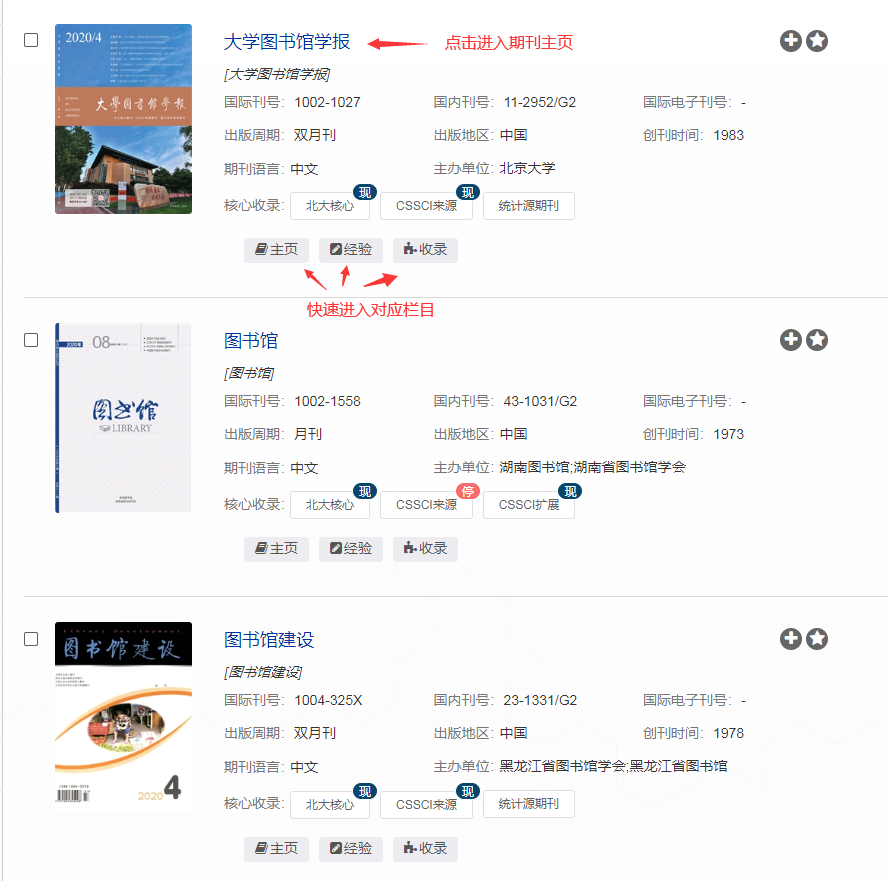 2020/4
大學圖書館學报
大学图书馆学报
点击进入期刊主页
[大学图书馆学报]
国际刊号: 1002-1027 国内刊号: 11-2952/G2 国际电子刊号: -
出版周期: 双月刊 出版地区: 中国 创刊时间: 1983
期刊语言: 中文 主办单位: 北京大学
核心收录: 北大核心 现 CSSCI来源 现 统计源期刊
主页 经验 收录
快速进入对应栏目
2020年 08
图书馆
LIBRARY
图书馆
[图书馆]
国际刊号: 1002-1558 国内刊号: 43-1031/G2 国际电子刊号: -
出版周期: 月刊 出版地区: 中国 创刊时间: 1973
期刊语言: 中文 主办单位: 湖南图书馆;湖南省图书馆学会
核心收录: 北大核心 现 CSSCI来源 停 CSSCI扩展 现
主页 经验 收录
Library Development
图书馆建设
2020 4
图书馆建设
[图书馆建设]
国际刊号: 1004-325X 国内刊号: 23-1331/G2 国际电子刊号: -
出版周期: 双月刊 出版地区: 中国 创刊时间: 1978
期刊语言: 中文 主办单位: 黑龙江省图书馆学会;黑龙江省图书馆
核心收录: 北大核心 现 CSSCI来源 现 统计源期刊
主页 经验 收录